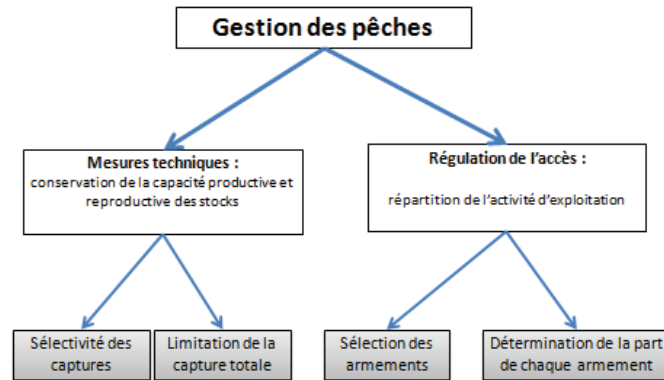 Gestion des pêches
Mesures techniques :
conservation de la capacité productive et
reproductive des stocks
Régulation de l'accès :
répartition de l'activité d'exploitation
Sélectivité des
captures
Limitation de la
capture totale
Sélection des
armements
Détermination de la part
de chaque armement